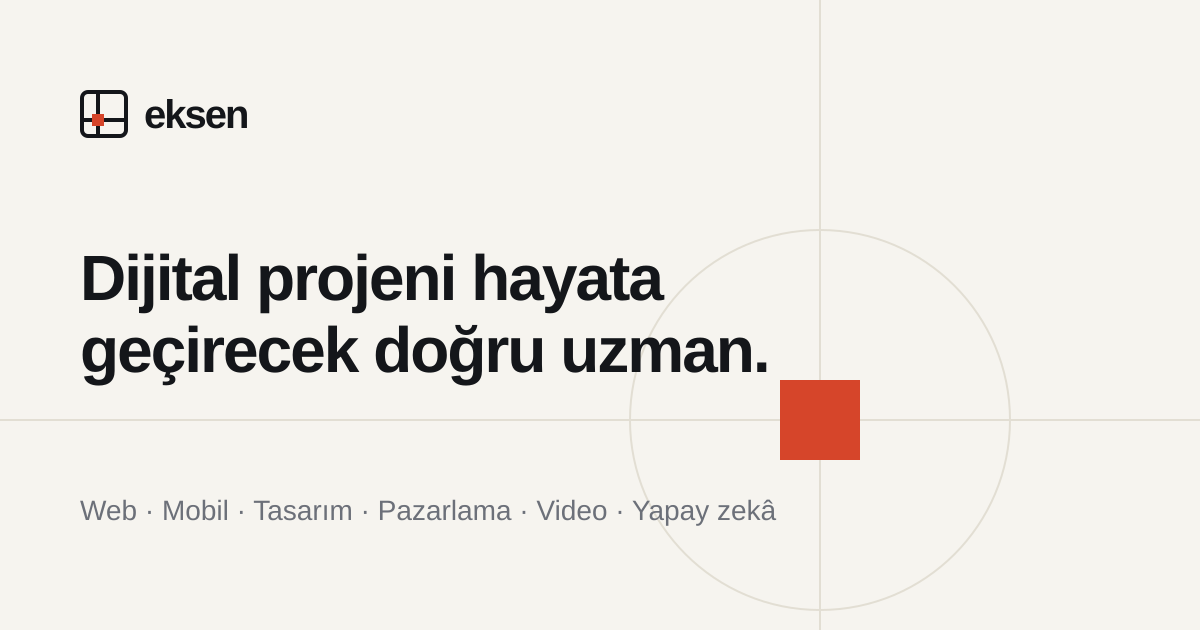 eksen
Dijital projeni hayata
geçirecek doğru uzman.
Web · Mobil · Tasarım · Pazarlama · Video · Yapay zekâ